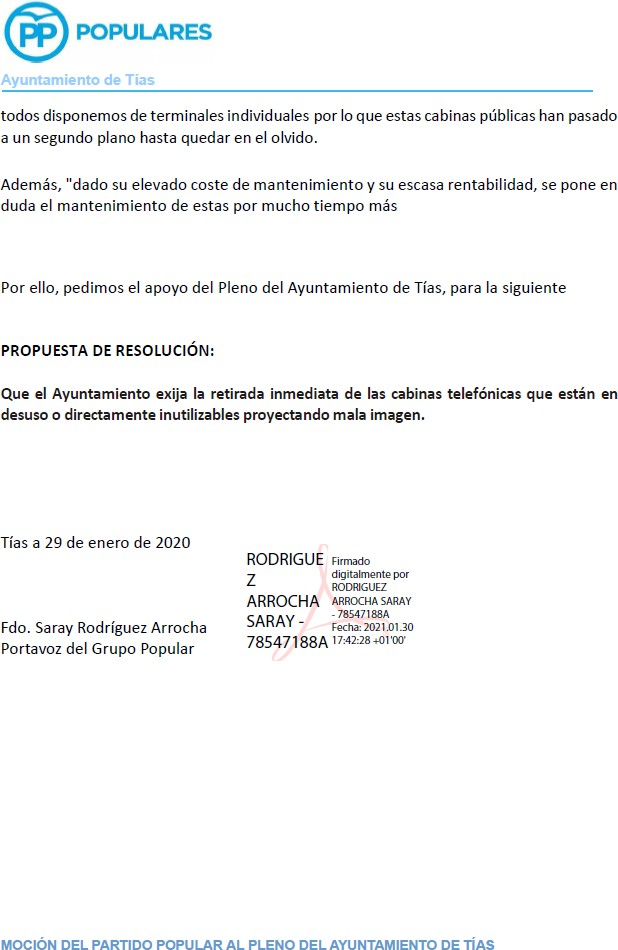 PP POPULARES
Ayuntamiento de Tías
todos disponemos de terminales individuales por lo que estas cabinas públicas han pasado
a un segundo plano hasta quedar en el olvido.
Además, "dado su elevado coste de mantenimiento y su escasa rentabilidad, se pone en
duda el mantenimiento de estas por mucho tiempo más
Por ello, pedimos el apoyo del Pleno del Ayuntamiento de Tías, para la siguiente
PROPUESTA DE RESOLUCIÓN:
Que el Ayuntamiento exija la retirada inmediata de las cabinas telefónicas que están en
desuso o directamente inutilizables proyectando mala imagen.
Tías a 29 de enero de 2020
Fdo. Saray Rodríguez Arrocha
Portavoz del Grupo Popular
RODRIGUE
Z
ARROCHA
SARAY -
78547188A
Firmado
digitalmente por
RODRIGUEZ
ARROCHA SARAY
- 78547188A
Fecha: 2021.01.30
17:42:28 +01'00'
MOCIÓN DEL PARTIDO POPULAR AL PLENO DEL AYUNTAMIENTO DE TÍAS